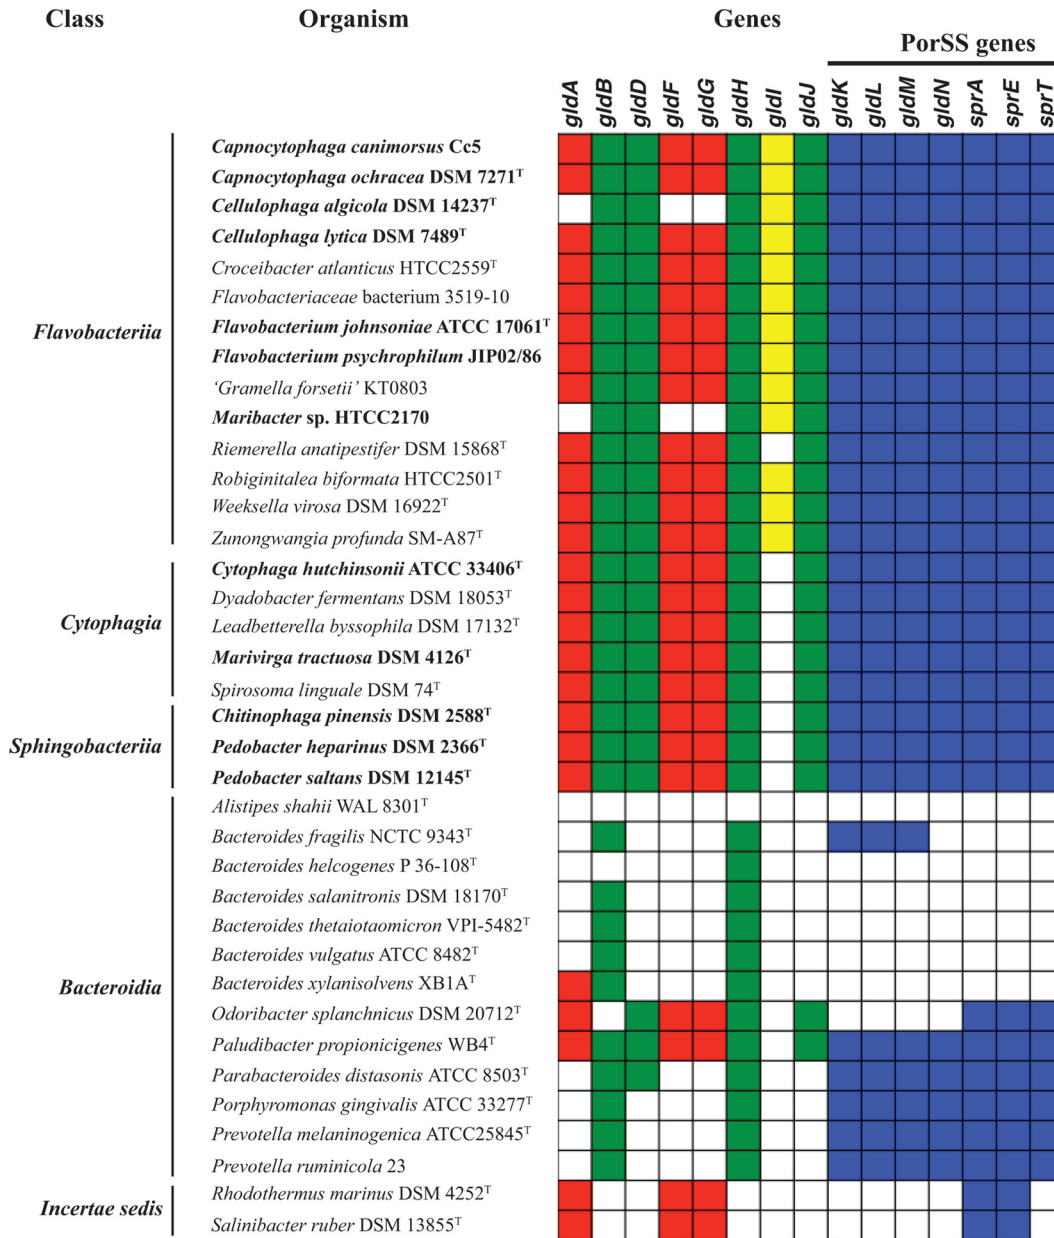 Class Organism Genes
PorSS genes
gldA gldB gldD gldF gldG gldH gldI gldJ gldK gldL gldM gldN sprA sprE sprT
Capnocytophaga canimorsus Cc5
Capnocytophaga ochracea DSM 7271ᵀ
Cellulophaga algicola DSM 14237ᵀ
Cellulophaga lytica DSM 7489ᵀ
Croceibacter atlanticus HTCC2559ᵀ
Flavobacteriaceae bacterium 3519-10
Flavobacteriia Flavobacterium johnsoniae ATCC 17061ᵀ
Flavobacterium psychrophilum JIP02/86
‘Gramella forsetii’ KT0803
Maribacter sp. HTCC2170
Riemerella anatipestifer DSM 15868ᵀ
Robiginitalea biformata HTCC2501ᵀ
Weeksella virosa DSM 16922ᵀ
Zunongwangia profunda SM-A87ᵀ
Cytophaga hutchinsonii ATCC 33406ᵀ
Dyadobacter fermentans DSM 18053ᵀ
Cytophagia Leadbetterella byssophila DSM 17132ᵀ
Marivirga tractuosa DSM 4126ᵀ
Spirosoma linguale DSM 74ᵀ
Chitinophaga pinensis DSM 2588ᵀ
Sphingobacteriia Pedobacter heparinus DSM 2366ᵀ
Pedobacter saltans DSM 12145ᵀ
Alistipes shahii WAL 8301ᵀ
Bacteroides fragilis NCTC 9343ᵀ
Bacteroides helcogenes P 36-108ᵀ
Bacteroides salanitronis DSM 18170ᵀ
Bacteroides thetaiotaomicron VPI-5482ᵀ
Bacteroides vulgatus ATCC 8482ᵀ
Bacteroidia Bacteroides xylanisolvens XB1Aᵀ
Odoribacter splanchnicus DSM 20712ᵀ
Paludibacter propionicigenes WB4ᵀ
Parabacteroides distasonis ATCC 8503ᵀ
Porphyromonas gingivalis ATCC 33277ᵀ
Prevotella melaninogenica ATCC25845ᵀ
Prevotella ruminicola 23
Rhodothermus marinus DSM 4252ᵀ
Incertae sedis Salinibacter ruber DSM 13855ᵀ